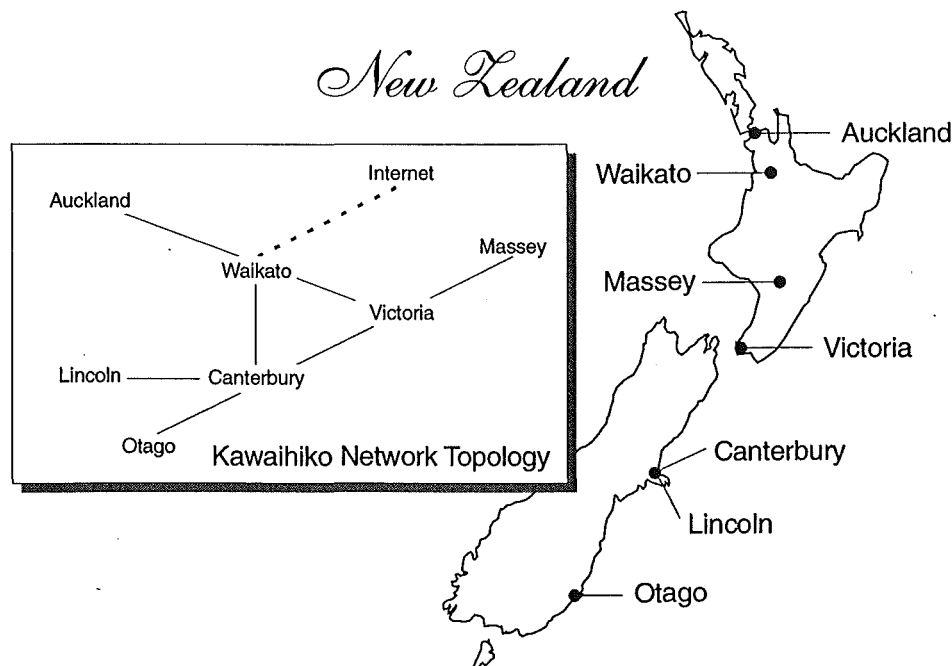 New Zealand
Auckland
Waikato
Massey
Victoria
Canterbury
Lincoln
Otago
Internet
Auckland
Massey
Waikato
Victoria
Lincoln
Canterbury
Otago
Kawaihiko Network Topology